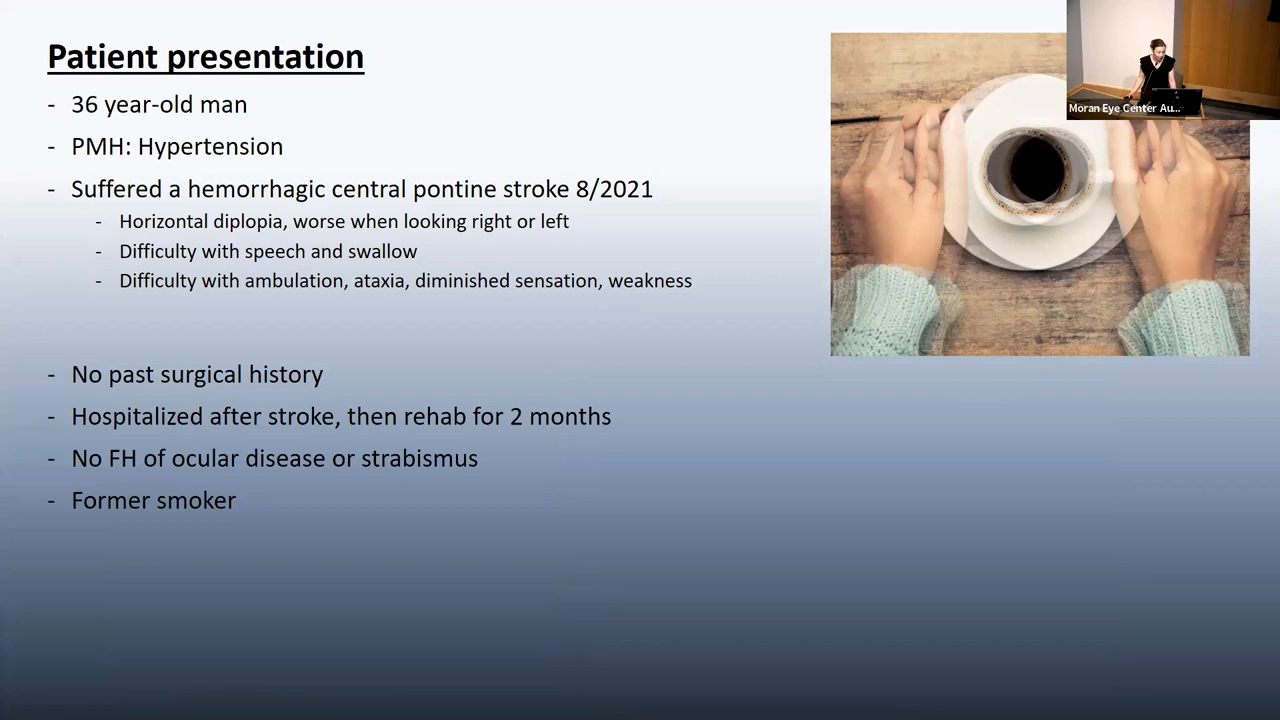 Patient presentation
- 36 year-old man
- PMH: Hypertension
- Suffered a hemorrhagic central pontine stroke 8/2021
- Horizontal diplopia, worse when looking right or left
- Difficulty with speech and swallow
- Difficulty with ambulation, ataxia, diminished sensation, weakness
- No past surgical history
- Hospitalized after stroke, then rehab for 2 months
- No FH of ocular disease or strabismus
- Former smoker
Moran Eye Center Au...